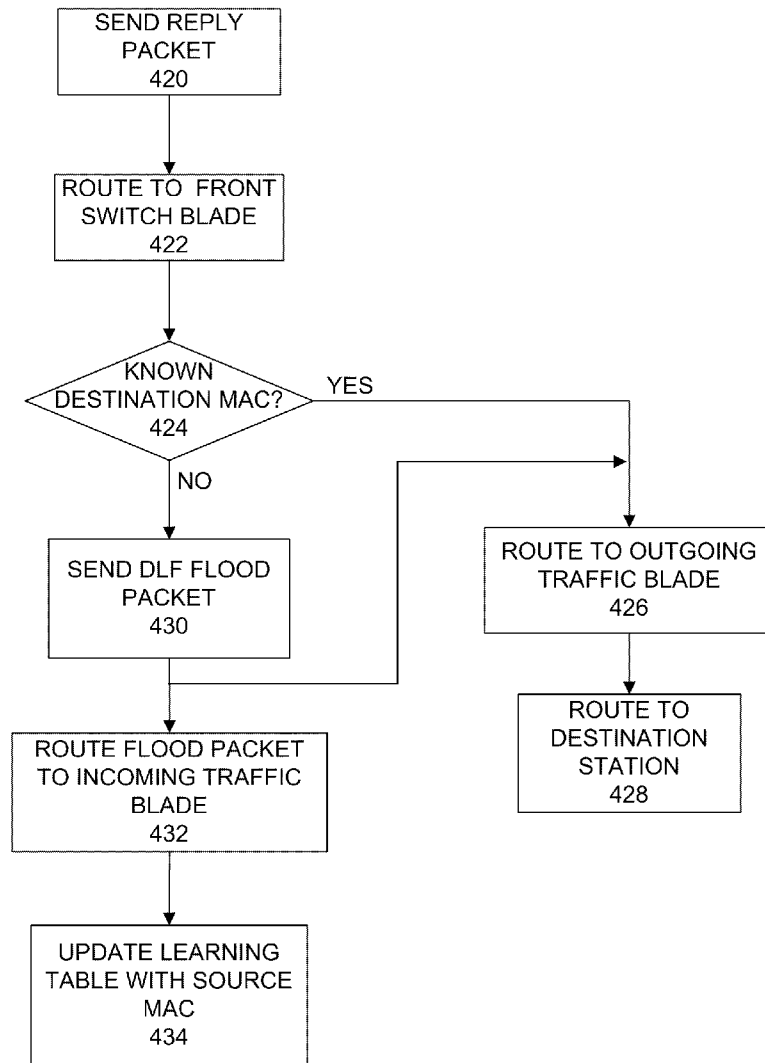 SEND REPLY
PACKET
420
ROUTE TO FRONT
SWITCH BLADE
422
KNOWN
DESTINATION MAC?
424
YES
NO
SEND DLF FLOOD
PACKET
430
ROUTE TO OUTGOING
TRAFFIC BLADE
426
ROUTE FLOOD PACKET
TO INCOMING TRAFFIC
BLADE
432
ROUTE TO
DESTINATION
STATION
428
UPDATE LEARNING
TABLE WITH SOURCE
MAC
434